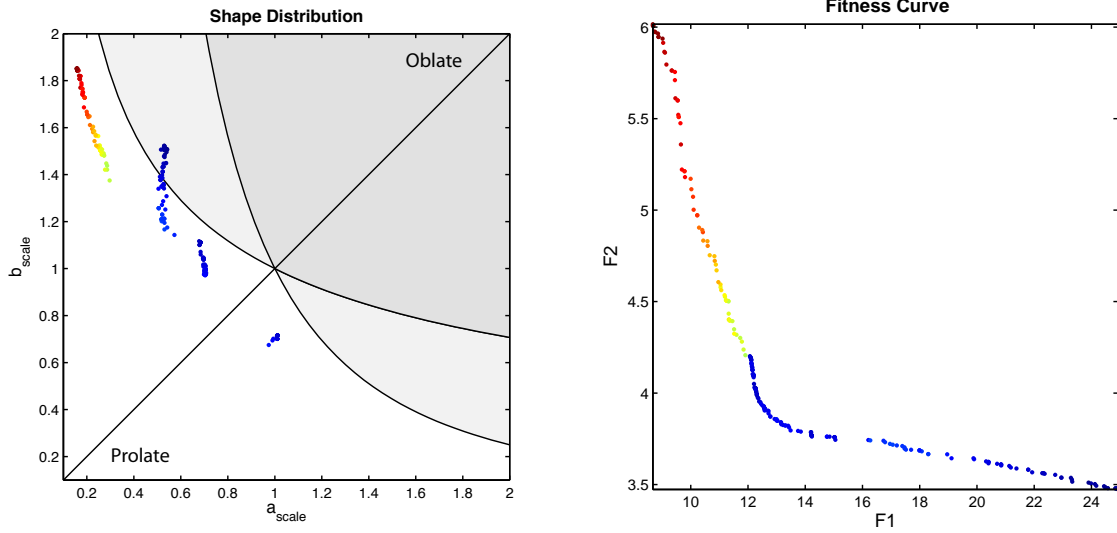 Shape Distribution
2
1.8
1.6
1.4
1.2
1
0.8
0.6
0.4
0.2
b_scale
Oblate
Prolate
0.2 0.4 0.6 0.8 1 1.2 1.4 1.6 1.8 2
a_scale
Fitness Curve
6
5.5
5
4.5
4
3.5
F2
10 12 14 16 18 20 22 24
F1